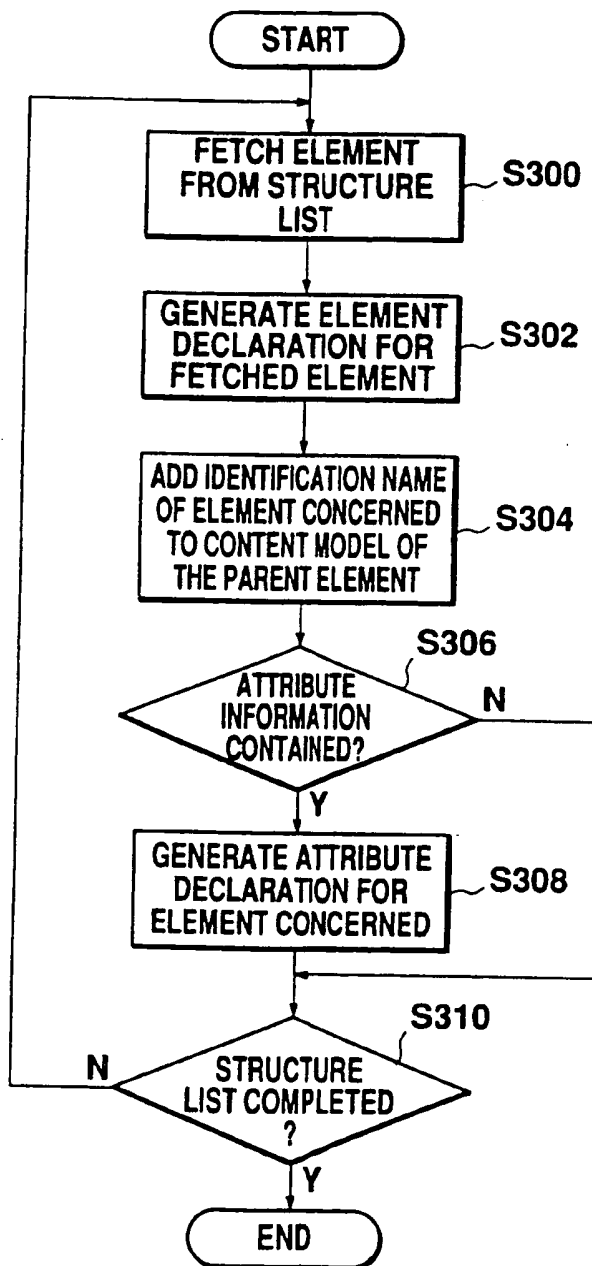 START
FETCH ELEMENT
FROM STRUCTURE
LIST
S300
GENERATE ELEMENT
DECLARATION FOR
FETCHED ELEMENT
S302
ADD IDENTIFICATION NAME
OF ELEMENT CONCERNED
TO CONTENT MODEL OF
THE PARENT ELEMENT
S304
S306
ATTRIBUTE
INFORMATION
CONTAINED?
N
Y
GENERATE ATTRIBUTE
DECLARATION FOR
ELEMENT CONCERNED
S308
S310
N
STRUCTURE
LIST COMPLETED
?
Y
END